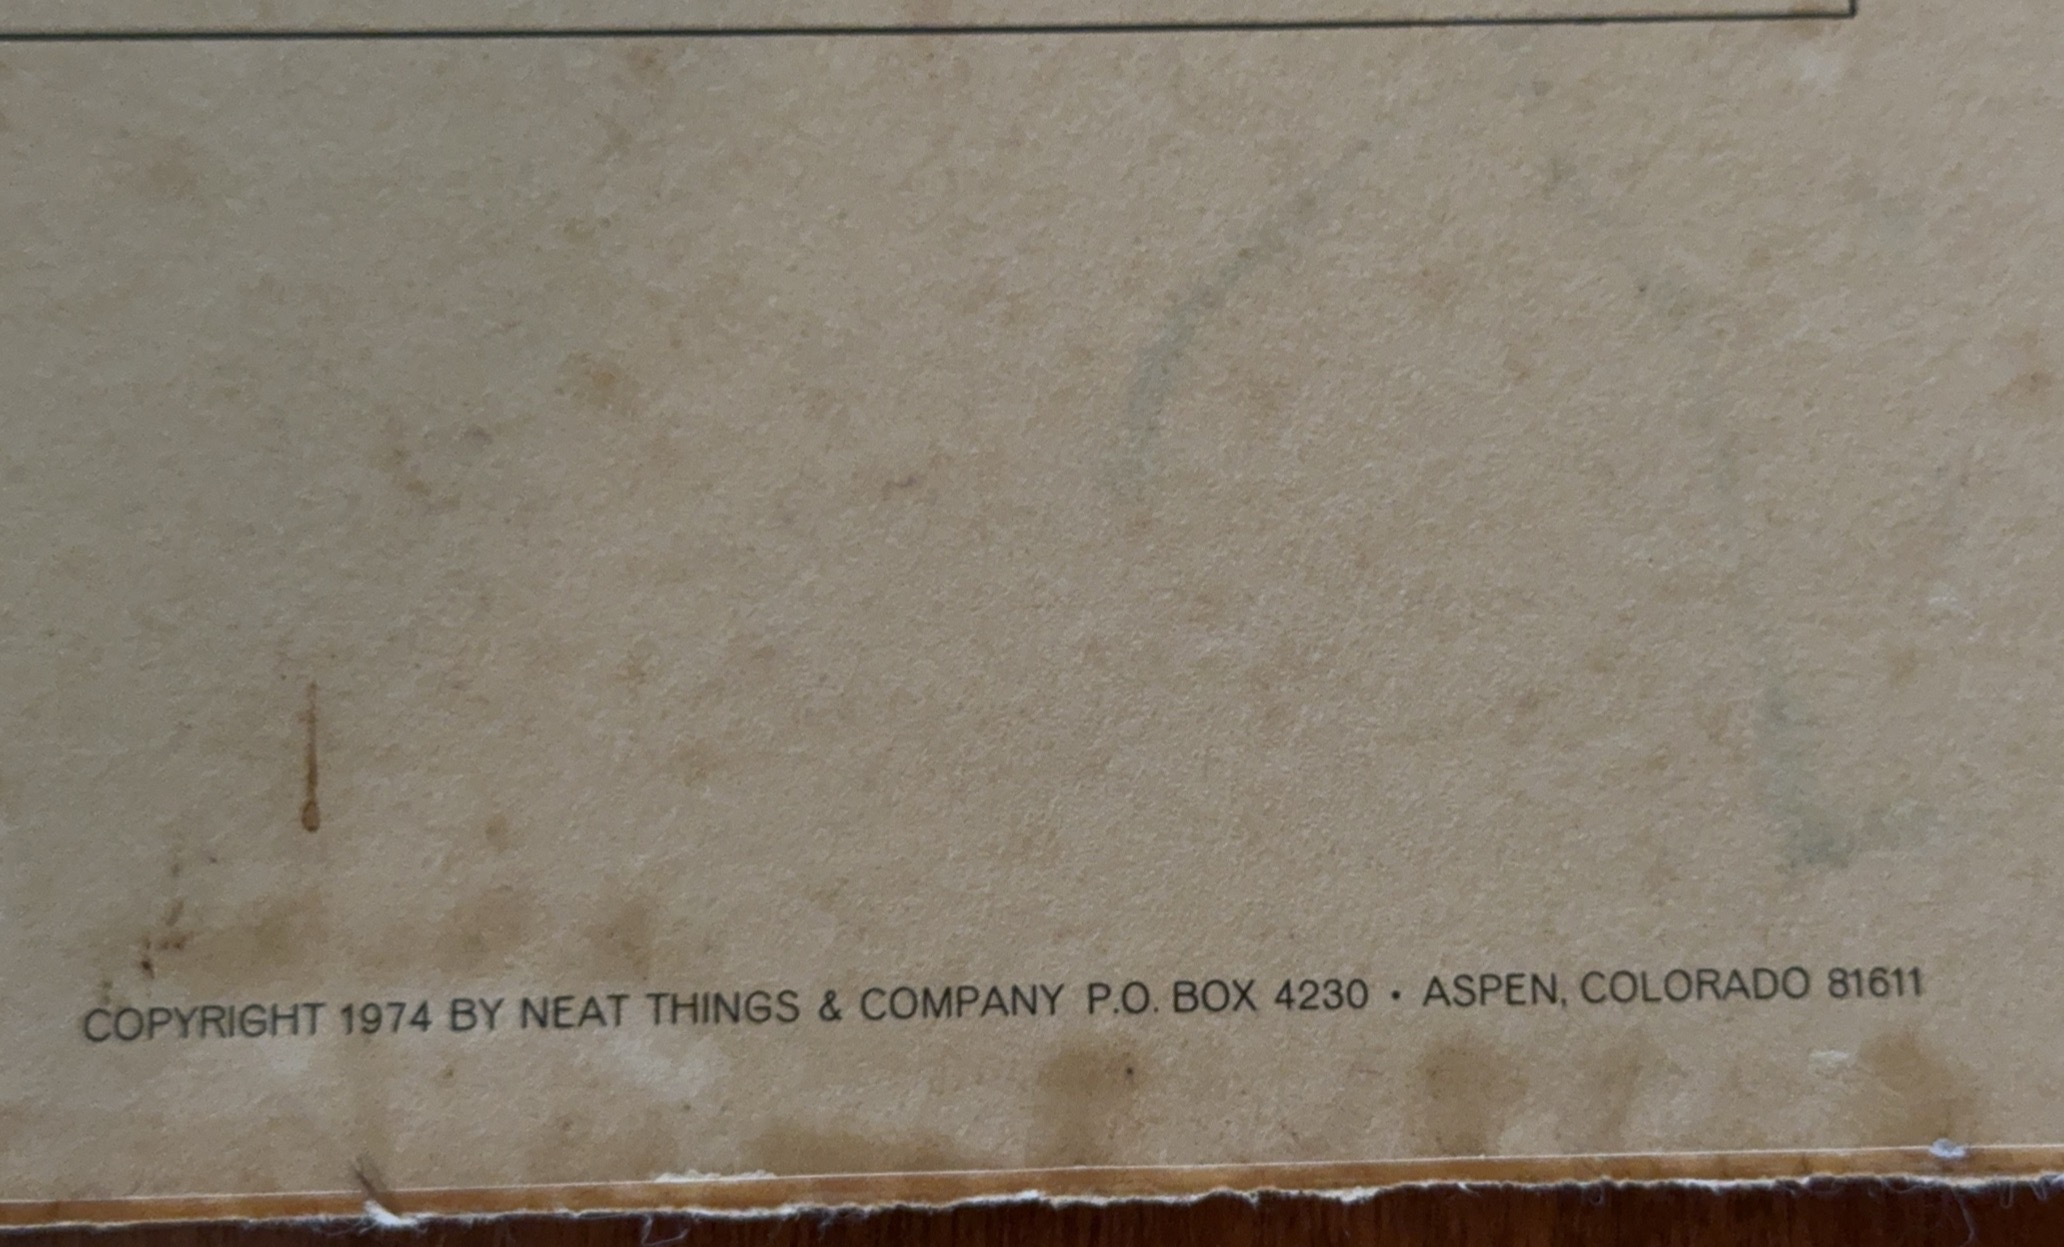 COPYRIGHT 1974 BY NEAT THINGS & COMPANY P.O. BOX 4230 • ASPEN, COLORADO 81611